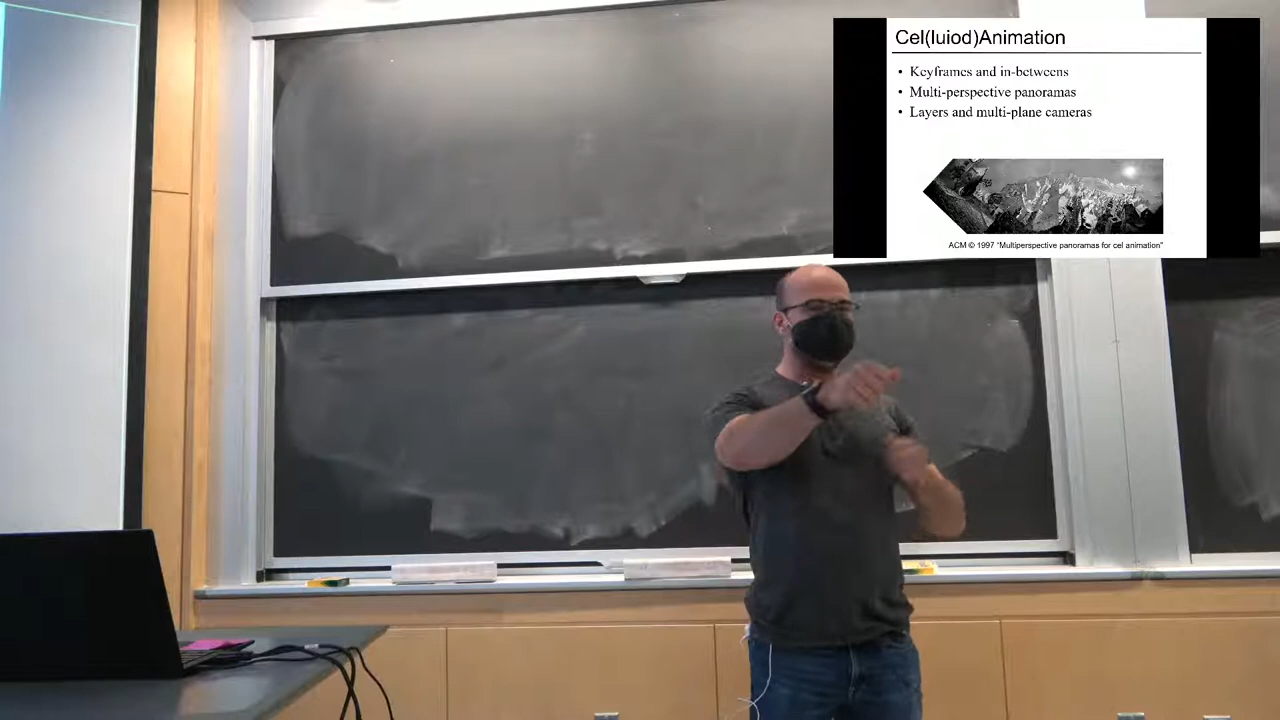 Cel(luiod)Animation
• Keyframes and in-betweens
• Multi-perspective panoramas
• Layers and multi-plane cameras
ACM © 1997 "Multiperspective panoramas for cel animation"